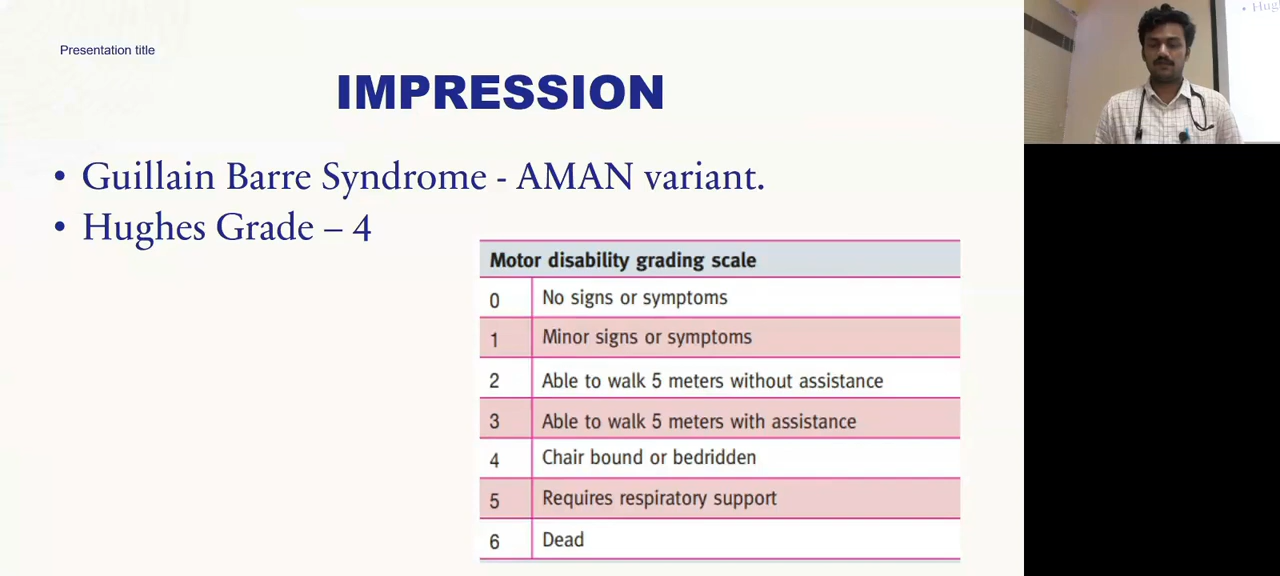 Presentation title
IMPRESSION
• Guillain Barre Syndrome - AMAN variant.
• Hughes Grade – 4
Motor disability grading scale
0 No signs or symptoms
1 Minor signs or symptoms
2 Able to walk 5 meters without assistance
3 Able to walk 5 meters with assistance
4 Chair bound or bedridden
5 Requires respiratory support
6 Dead